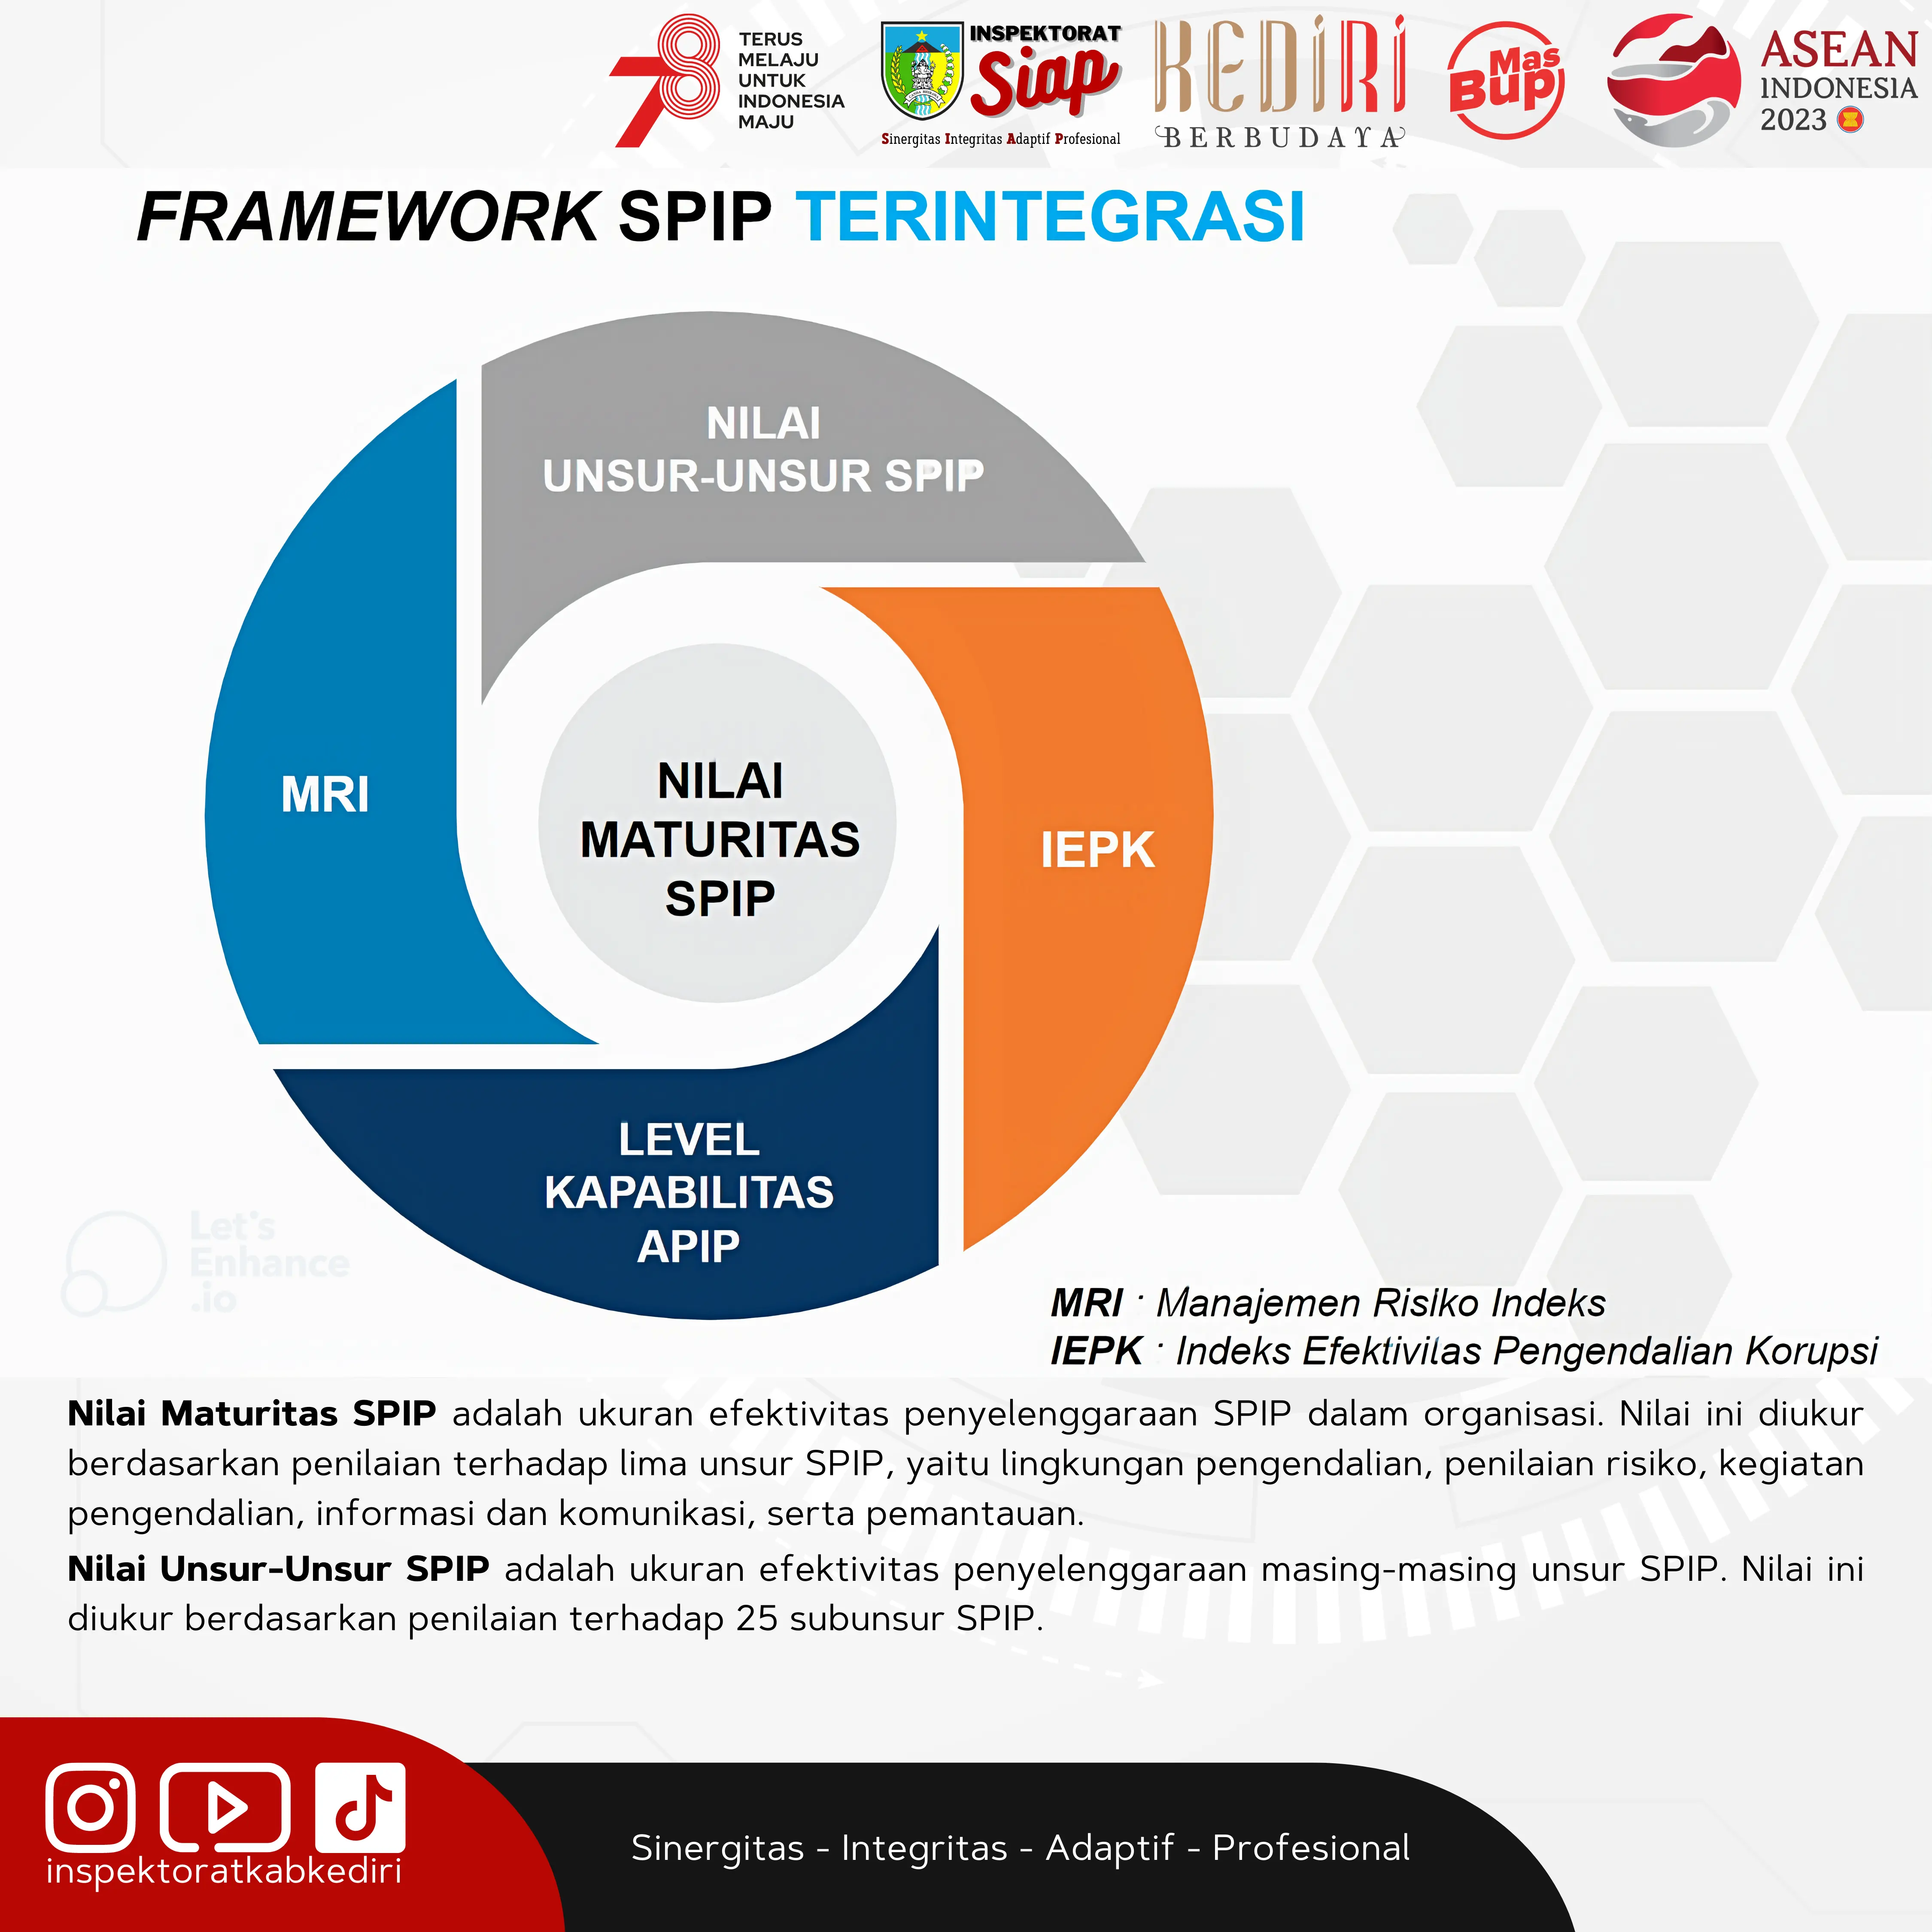 78
TERUS
MELAJU
UNTUK
INDONESIA
MAJU
INSPEKTORAT
Siap
Sinergitas Integritas Adaptif Profesional
KEDIRI
BERBUDAYA
Mas
Bup
ASEAN
INDONESIA
2023
FRAMEWORK SPIP TERINTEGRASI
NILAI
UNSUR-UNSUR SPIP
MRI
NILAI
MATURITAS
SPIP
IEPK
LEVEL
KAPABILITAS
APIP
Let's
Enhance
.io
MRI : Manajemen Risiko Indeks
IEPK : Indeks Efektivitas Pengendalian Korupsi
Nilai Maturitas SPIP adalah ukuran efektivitas penyelenggaraan SPIP dalam organisasi. Nilai ini diukur
berdasarkan penilaian terhadap lima unsur SPIP, yaitu lingkungan pengendalian, penilaian risiko, kegiatan
pengendalian, informasi dan komunikasi, serta pemantauan.
Nilai Unsur-Unsur SPIP adalah ukuran efektivitas penyelenggaraan masing-masing unsur SPIP. Nilai ini
diukur berdasarkan penilaian terhadap 25 subunsur SPIP.
inspektoratkabkediri
Sinergitas - Integritas - Adaptif - Profesional